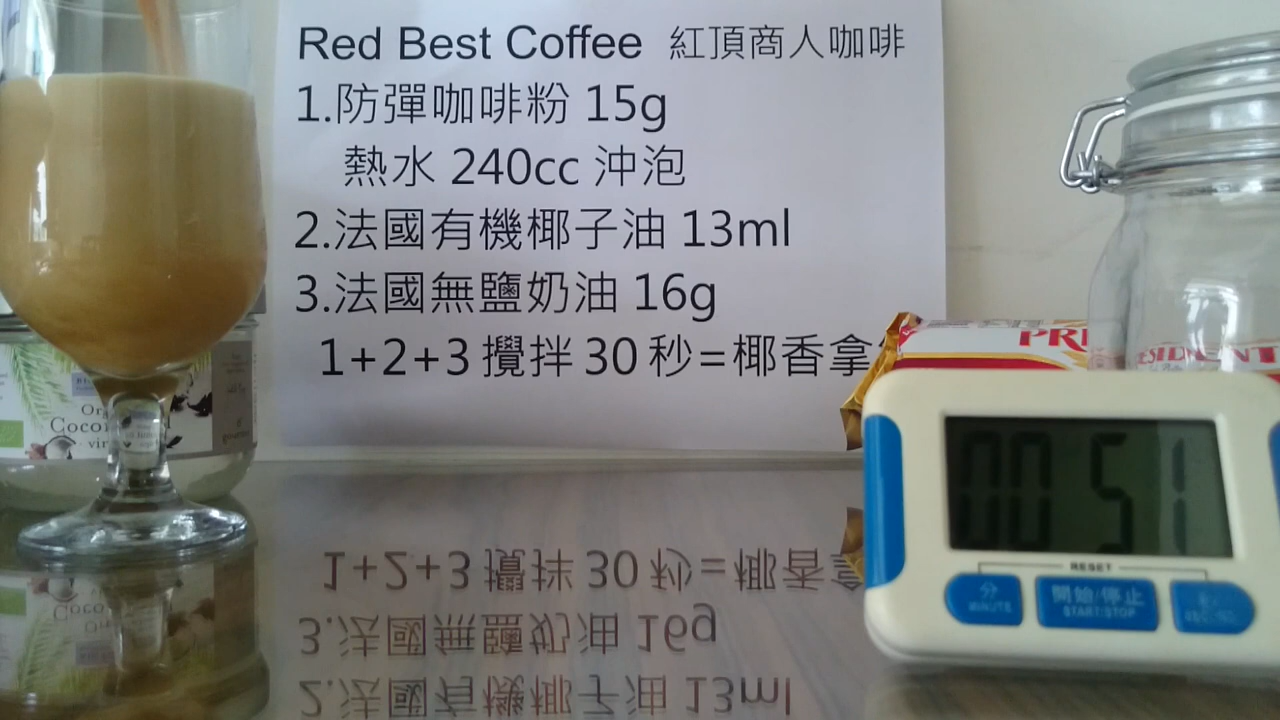 Red Best Coffee 紅頂商人咖啡
1.防彈咖啡粉 15g
熱水 240cc 沖泡
2.法國有機椰子油 13ml
3.法國無鹽奶油 16g
1+2+3 攪拌 30 秒=椰香拿
PRÉ
ESIDENT
00 51
RESET
分
MINUTE
開始/停止
START/STOP